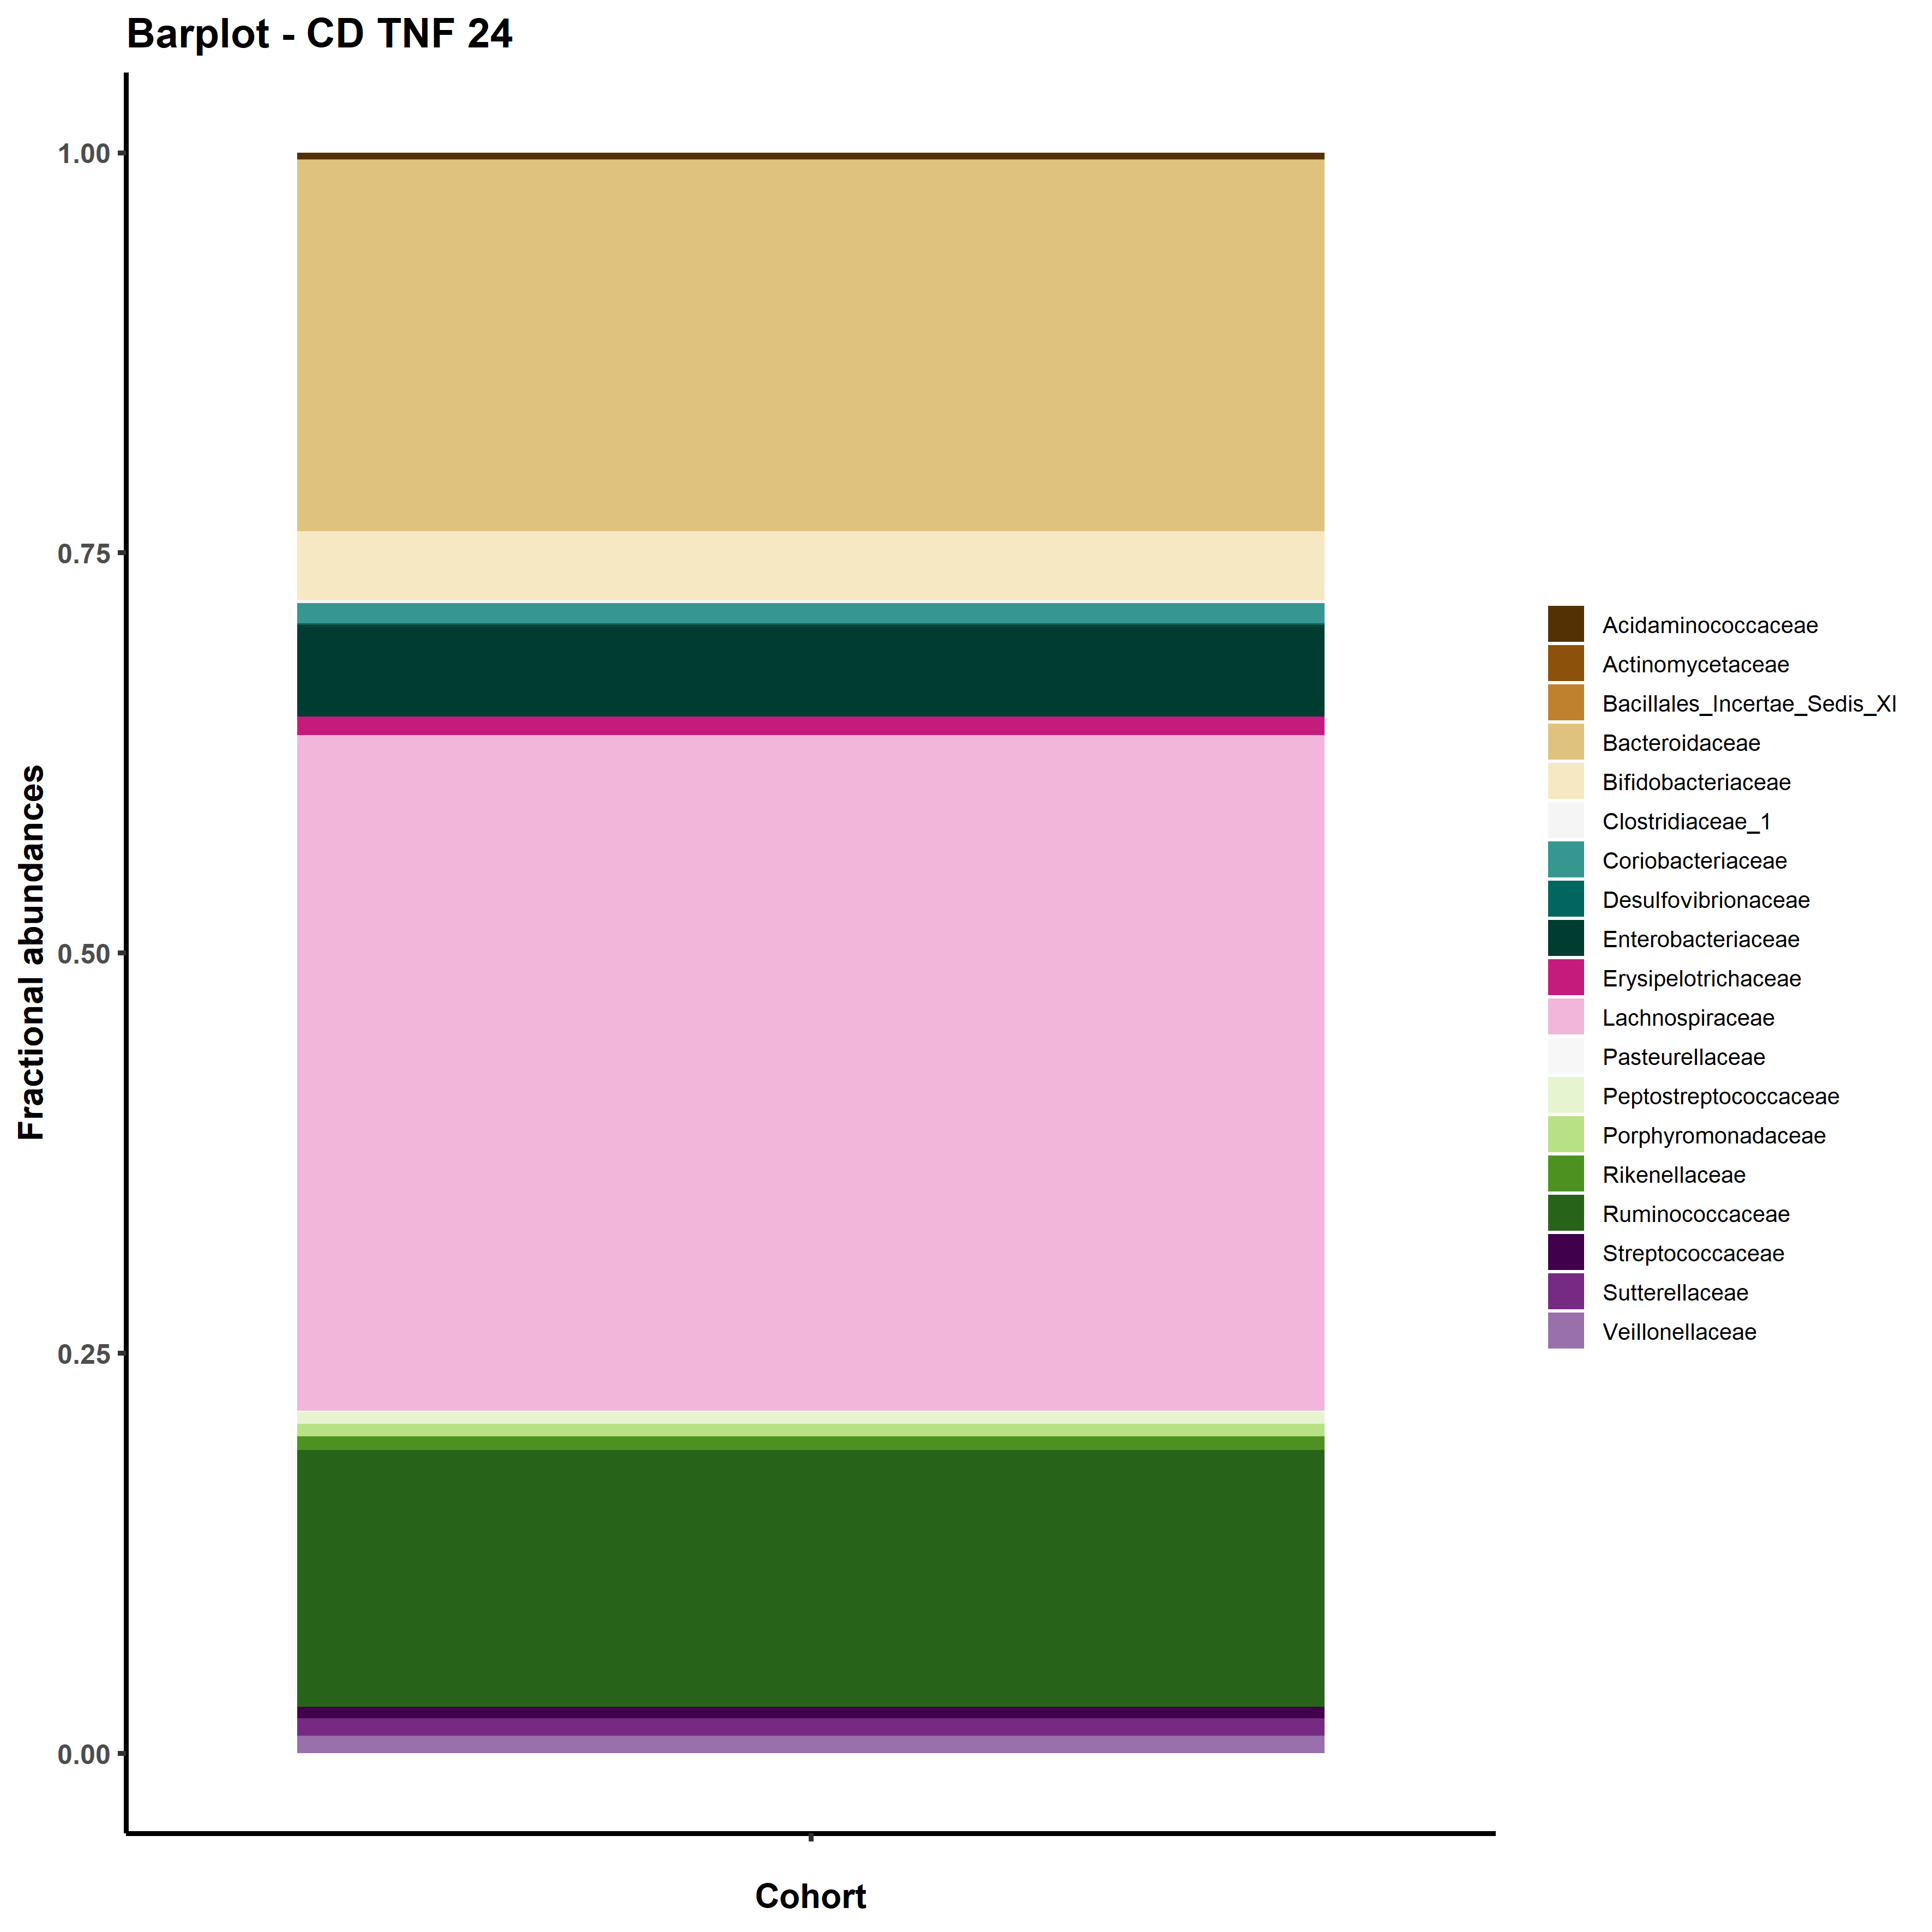 Barplot - CD TNF 24
1.00
0.75
0.50
0.25
0.00
Fractional abundances
Cohort
Acidaminococcaceae
Actinomycetaceae
Bacillales_Incertae_Sedis_XI
Bacteroidaceae
Bifidobacteriaceae
Clostridiaceae_1
Coriobacteriaceae
Desulfovibrionaceae
Enterobacteriaceae
Erysipelotrichaceae
Lachnospiraceae
Pasteurellaceae
Peptostreptococcaceae
Porphyromonadaceae
Rikenellaceae
Ruminococcaceae
Streptococcaceae
Sutterellaceae
Veillonellaceae